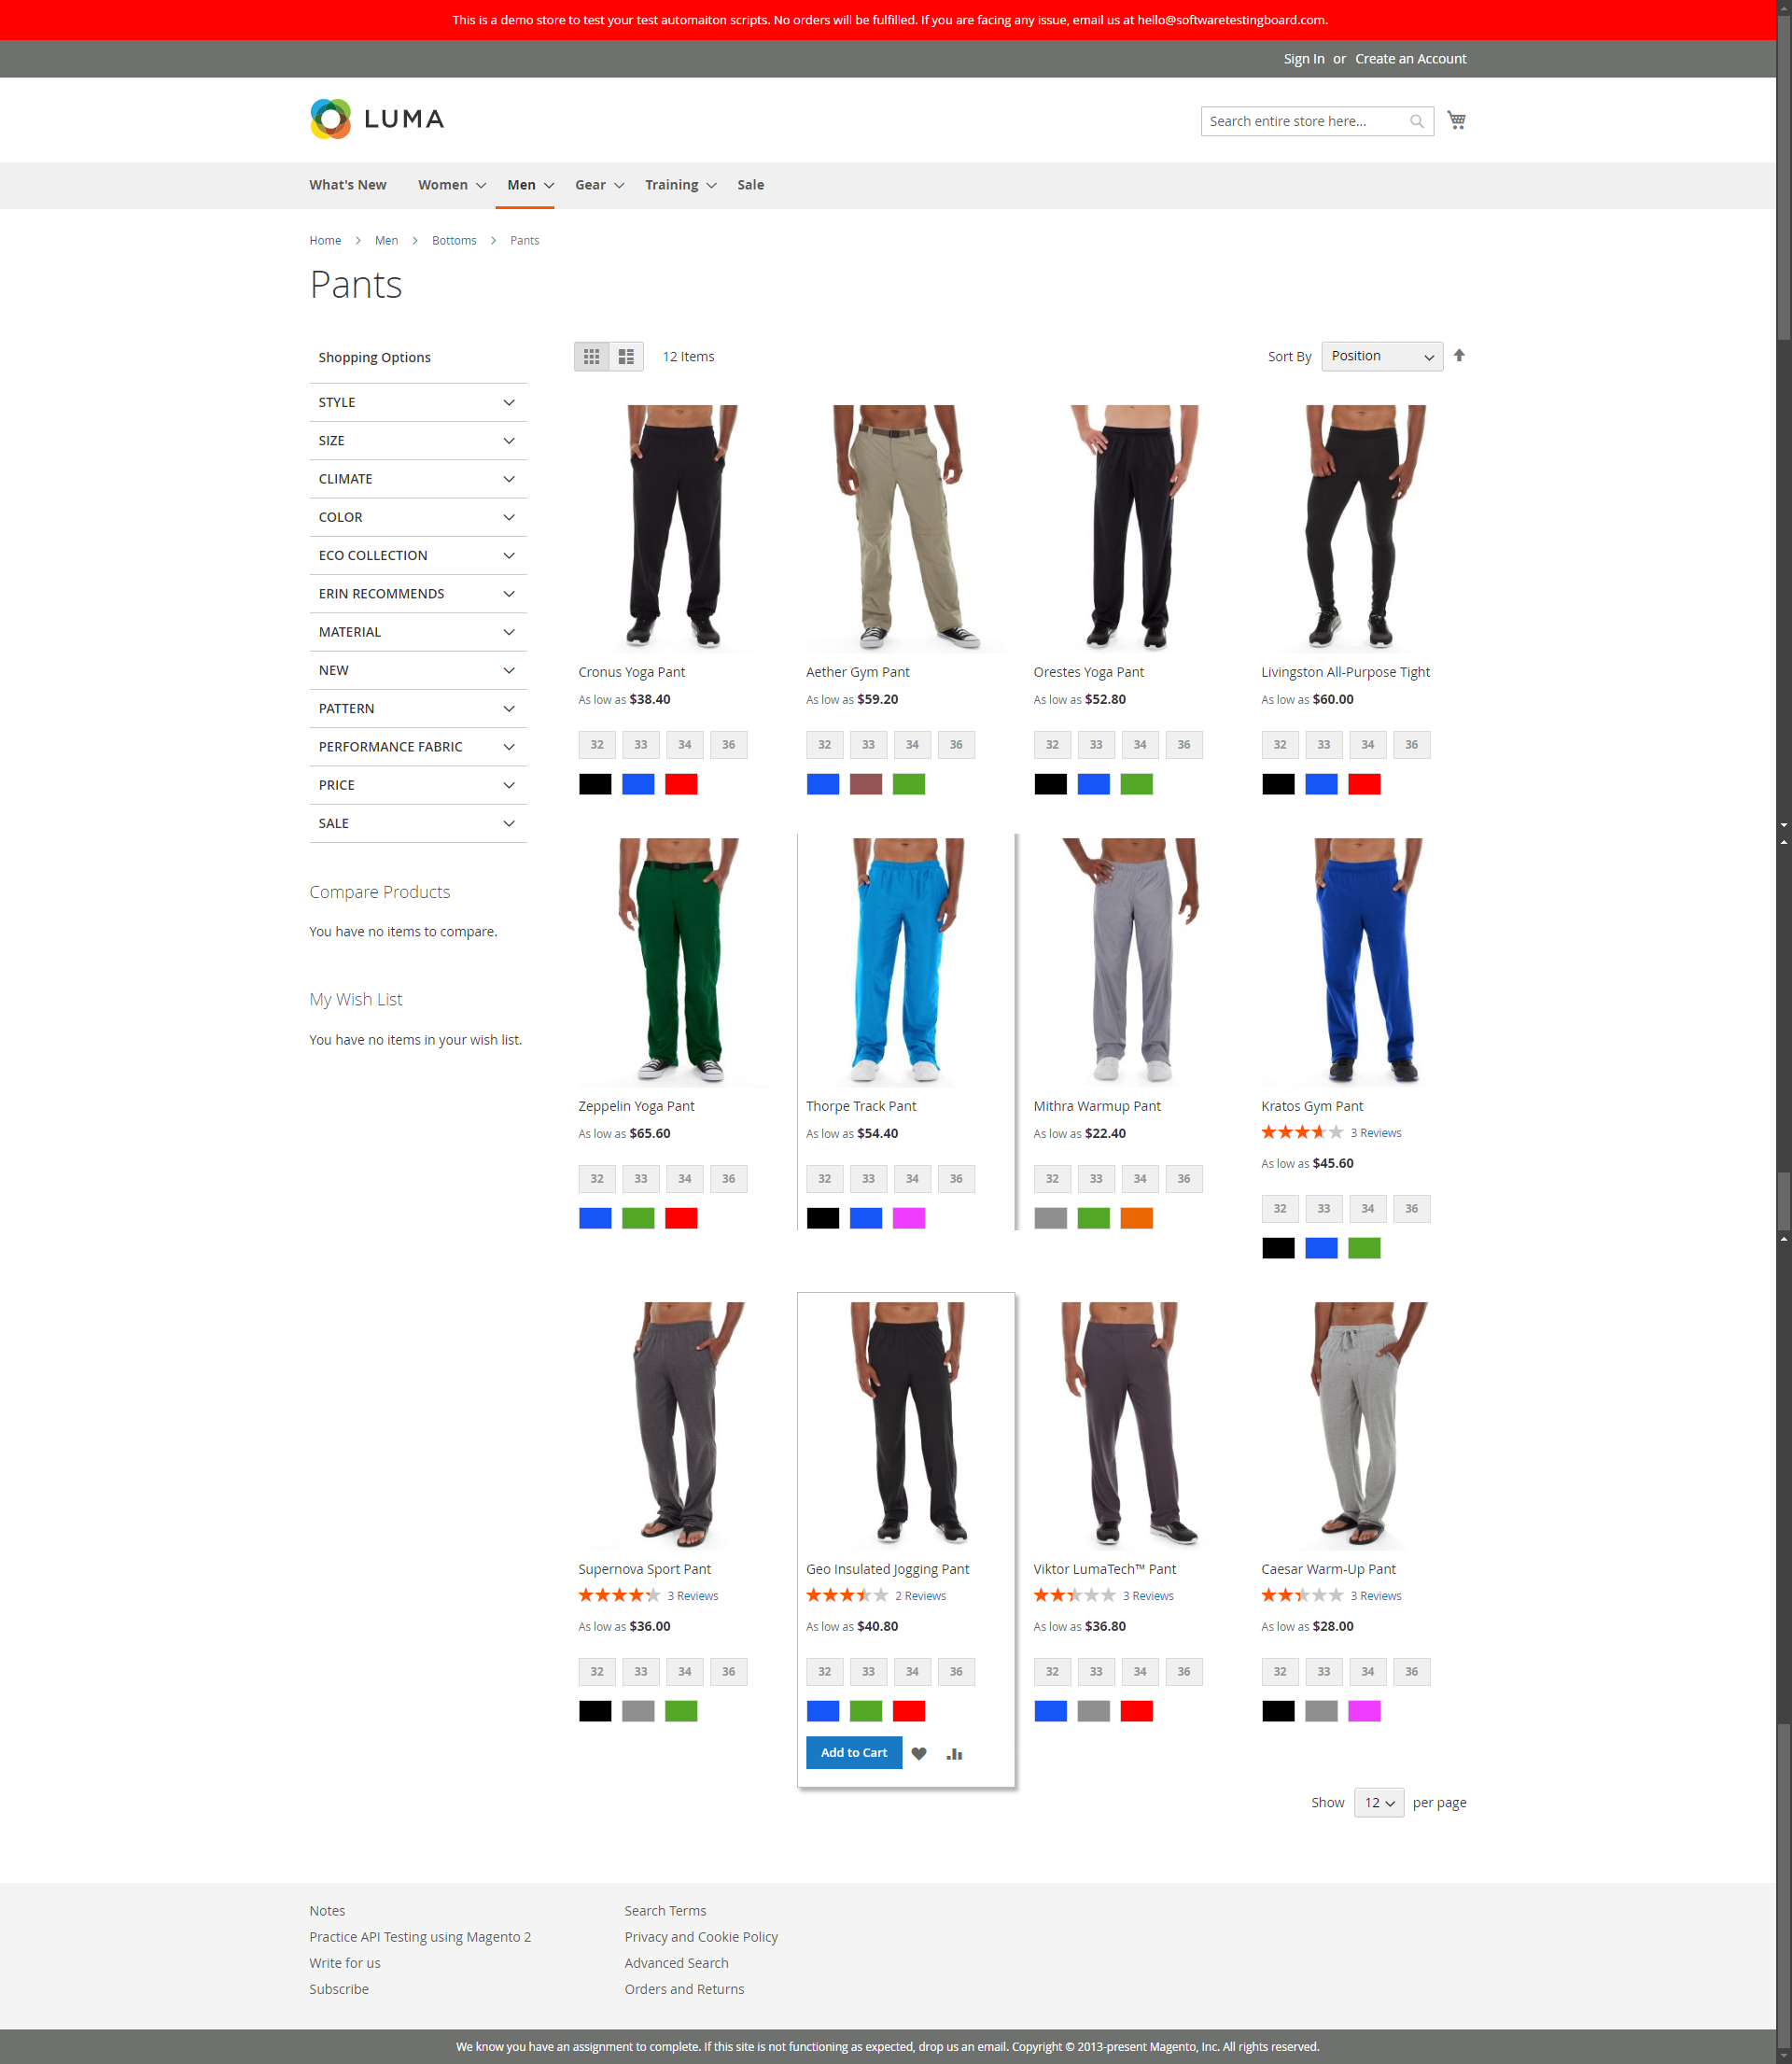 This is a demo store to test your test automaiton scripts. No orders will be fulfilled. If you are facing any issue, email us at hello@softwaretestingboard.com.
Sign In or Create an Account
LUMA
Search entire store here...
What's New Women Men Gear Training Sale
Home > Men > Bottoms > Pants
Pants
Shopping Options
STYLE
SIZE
CLIMATE
COLOR
ECO COLLECTION
ERIN RECOMMENDS
MATERIAL
NEW
PATTERN
PERFORMANCE FABRIC
PRICE
SALE
Compare Products
You have no items to compare.
My Wish List
You have no items in your wish list.
12 Items
Sort By Position
Cronus Yoga Pant
As low as $38.40
32 33 34 36
Aether Gym Pant
As low as $59.20
32 33 34 36
Orestes Yoga Pant
As low as $52.80
32 33 34 36
Livingston All-Purpose Tight
As low as $60.00
32 33 34 36
Zeppelin Yoga Pant
As low as $65.60
32 33 34 36
Thorpe Track Pant
As low as $54.40
32 33 34 36
Mithra Warmup Pant
As low as $22.40
32 33 34 36
Kratos Gym Pant
3 Reviews
As low as $45.60
32 33 34 36
Supernova Sport Pant
3 Reviews
As low as $36.00
32 33 34 36
Geo Insulated Jogging Pant
2 Reviews
As low as $40.80
32 33 34 36
Add to Cart
Viktor LumaTech™ Pant
3 Reviews
As low as $36.80
32 33 34 36
Caesar Warm-Up Pant
3 Reviews
As low as $28.00
32 33 34 36
Show 12 per page
Notes
Practice API Testing using Magento 2
Write for us
Subscribe
Search Terms
Privacy and Cookie Policy
Advanced Search
Orders and Returns
We know you have an assignment to complete. If this site is not functioning as expected, drop us an email. Copyright © 2013-present Magento, Inc. All rights reserved.